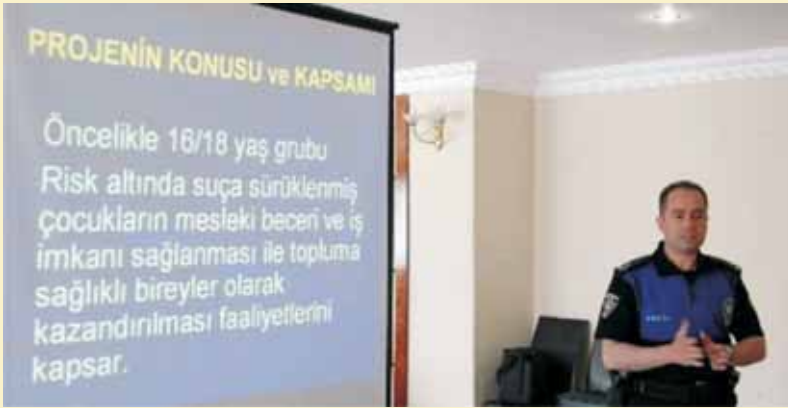 PROJENİN KONUSU ve KAPSAMI
Öncelikle 16/18 yaş grubu
Risk altında suça sürüklenmiş
çocukların mesleki beceri ve iş
imkanı sağlanması ile topluma
sağlıklı bireyler olarak
kazandırılması faaliyetlerini
kapsar.